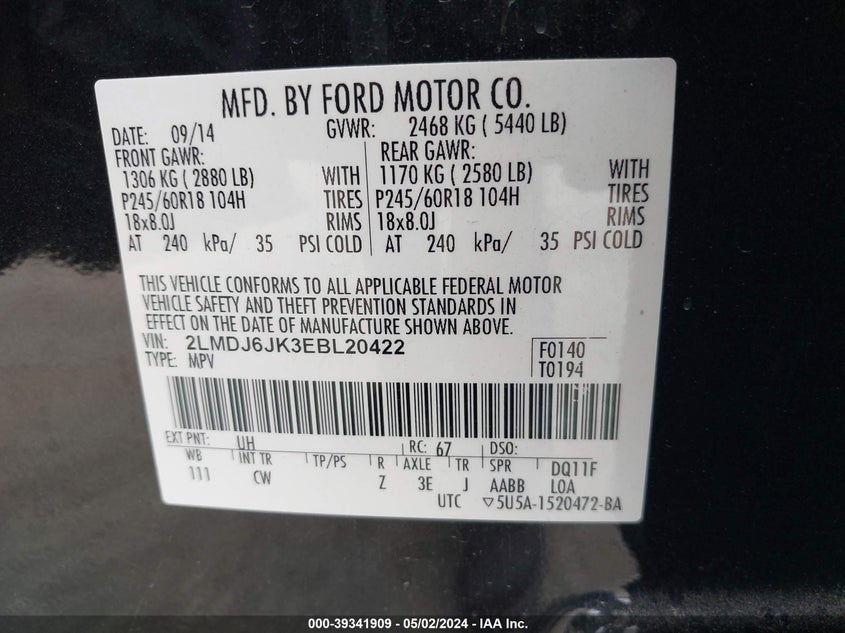 MFD. BY FORD MOTOR CO.
DATE: 09/14 GVWR: 2468 KG ( 5440 LB)
FRONT GAWR: REAR GAWR:
1306 KG ( 2880 LB) WITH 1170 KG ( 2580 LB) WITH
P245/60R18 104H TIRES P245/60R18 104H TIRES
18x8.0J RIMS 18x8.0J RIMS
AT 240 kPa/ 35 PSI COLD AT 240 kPa/ 35 PSI COLD
THIS VEHICLE CONFORMS TO ALL APPLICABLE FEDERAL MOTOR
VEHICLE SAFETY AND THEFT PREVENTION STANDARDS IN
EFFECT ON THE DATE OF MANUFACTURE SHOWN ABOVE.
VIN: 2LMDJ6JK3EBL20422 F0140
TYPE: MPV T0194
EXT PNT: UH RC: 67 DSO:
WB INT TR TP/PS R AXLE TR SPR DQ11F
111 CW Z 3E J AABB LOA
UTC ▽5U5A-1520472-BA
000-39341909 — 05/02/2024 — IAA Inc.